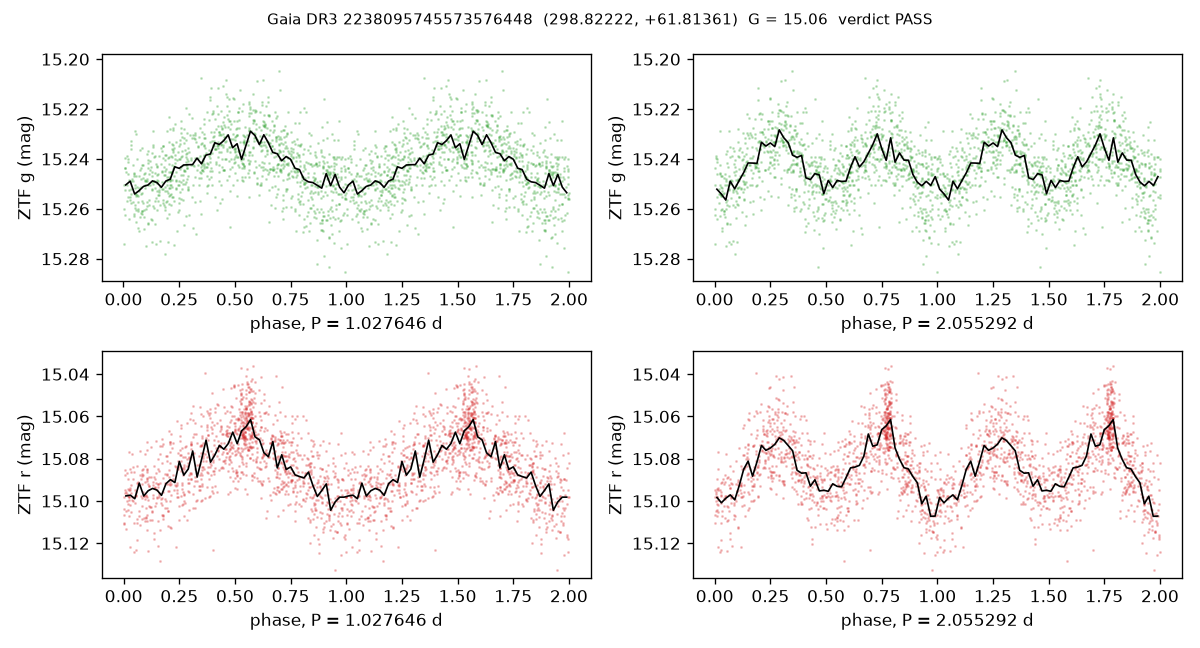 Gaia DR3 2238095745573576448  (298.82222, +61.81361)  G = 15.06  verdict PASS
ZTF g (mag)
15.20
15.22
15.24
15.26
15.28
0.00 0.25 0.50 0.75 1.00 1.25 1.50 1.75 2.00
phase, P = 1.027646 d
ZTF g (mag)
15.20
15.22
15.24
15.26
15.28
0.00 0.25 0.50 0.75 1.00 1.25 1.50 1.75 2.00
phase, P = 2.055292 d
ZTF r (mag)
15.04
15.06
15.08
15.10
15.12
0.00 0.25 0.50 0.75 1.00 1.25 1.50 1.75 2.00
phase, P = 1.027646 d
ZTF r (mag)
15.04
15.06
15.08
15.10
15.12
0.00 0.25 0.50 0.75 1.00 1.25 1.50 1.75 2.00
phase, P = 2.055292 d